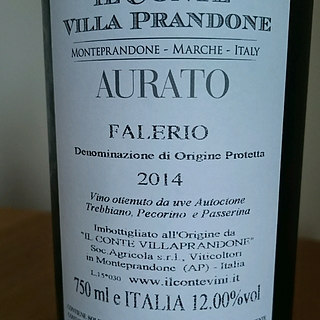 IL CONTE
VILLA PRANDONE
MONTEPRANDONE - MARCHE - ITALY
AURATO
FALERIO
Denominazione di Origine Protetta
2014
Vino ottenuto da uve Autoctone
Trebbiano, Pecorino e Passerina
Imbottigliato all'Origine da
"IL CONTE VILLAPRANDONE"
Soc.Agricola s.r.l., Viticoltori
in Monteprandone (AP) - Italia
L.15*030 www.ilcontevini.it
750 ml e ITALIA 12.00%vol